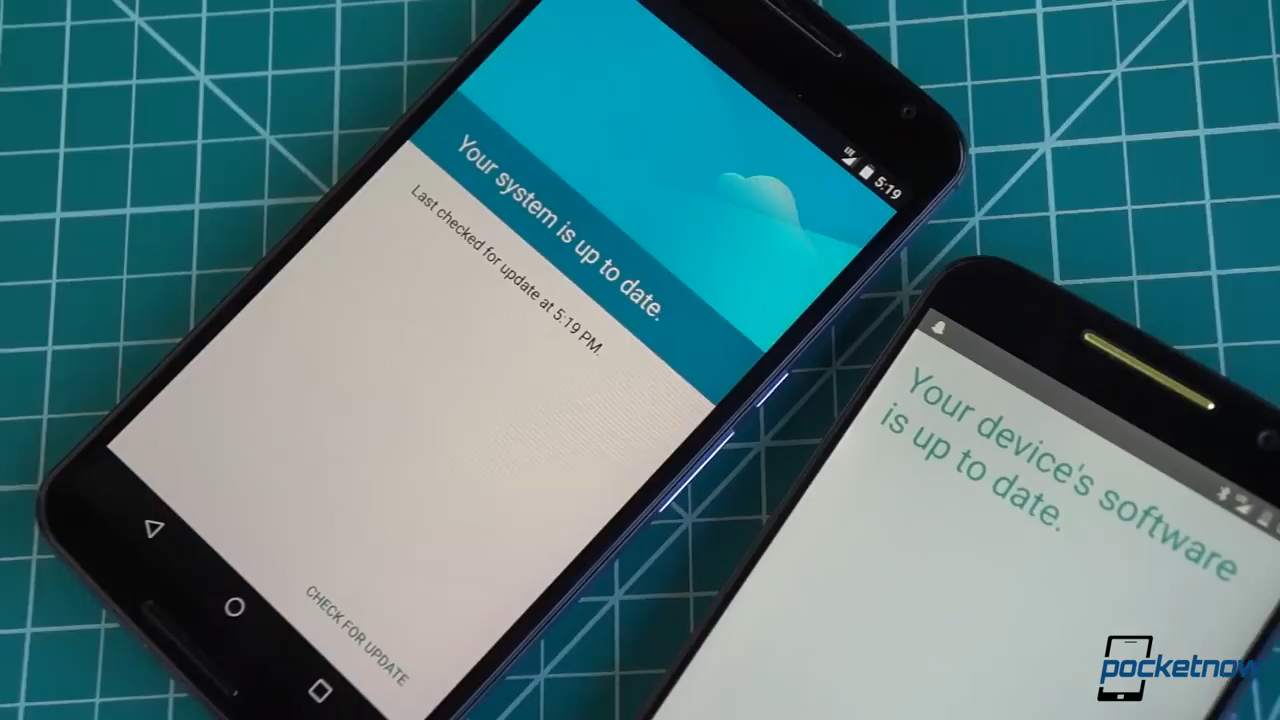 LTE 5:19
Your system is up to date.
Last checked for update at 5:19 PM.
CHECK FOR UPDATE
Your device's software
is up to date.
pocketnow